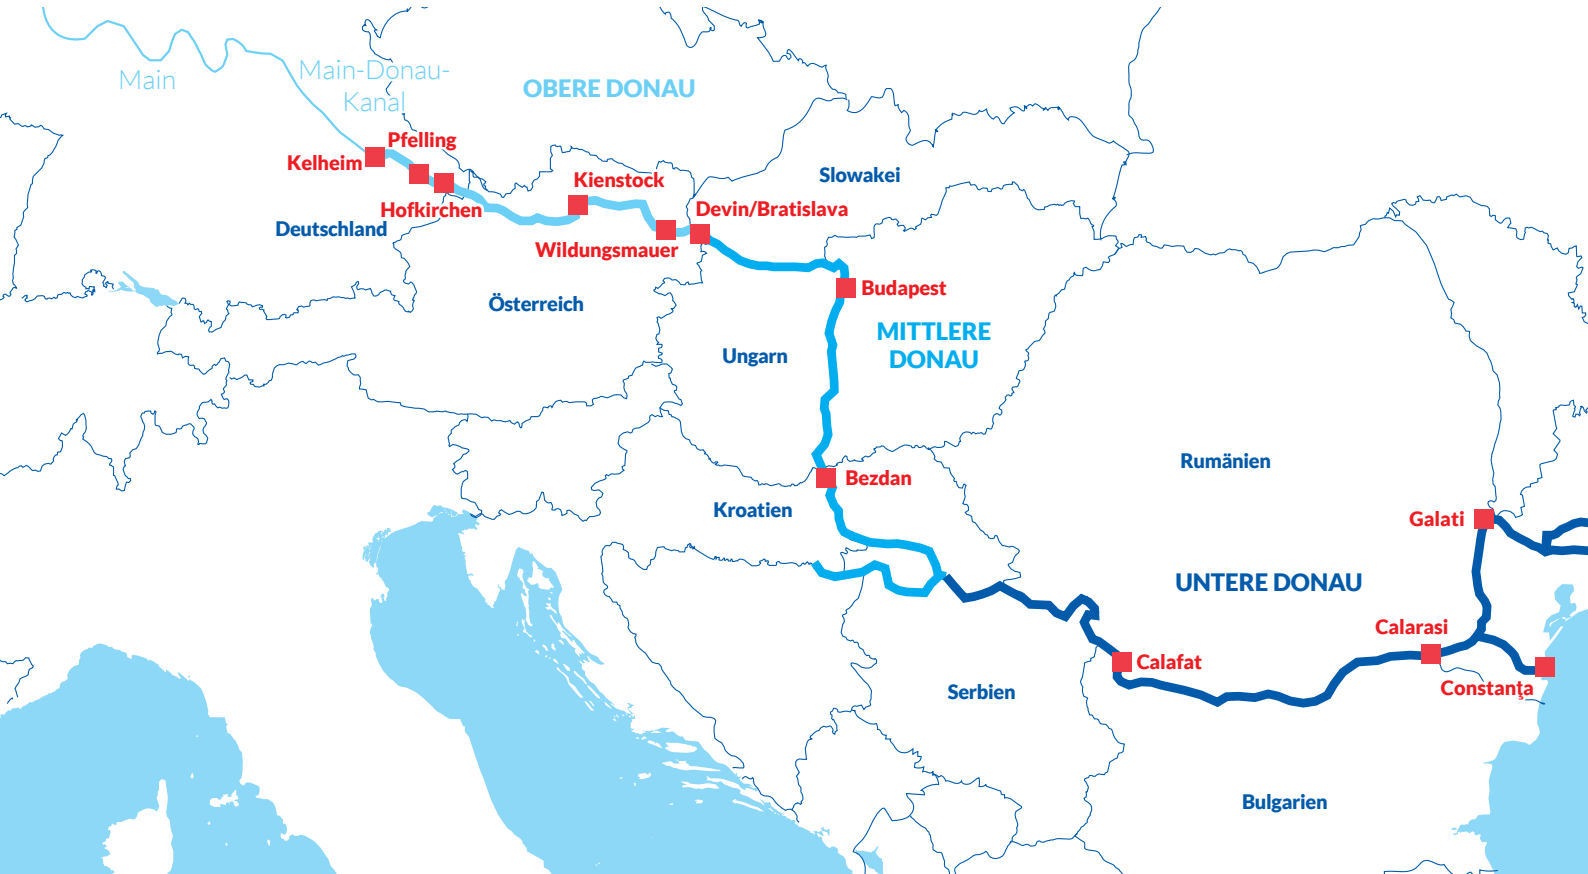 Main
Main-Donau-
Kanal
OBERE DONAU
Pfelling
Kelheim
Kienstock
Slowakei
Hofkirchen
Devin/Bratislava
Deutschland
Wildungsmauer
Budapest
Österreich
MITTLERE
DONAU
Ungarn
Rumänien
Bezdan
Kroatien
Galati
UNTERE DONAU
Calarasi
Calafat
Constanţa
Serbien
Bulgarien